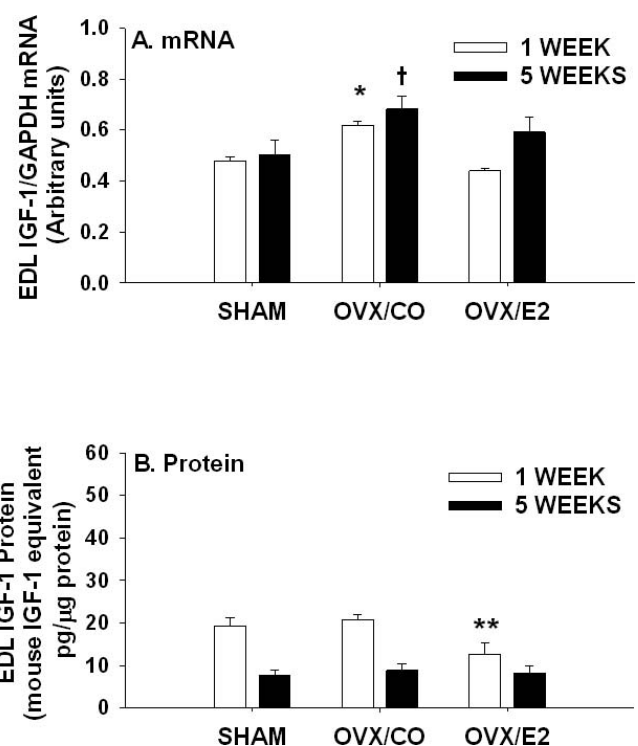 EDL IGF-1/GAPDH mRNA
(Arbitrary units)
1.0
0.8
0.6
0.4
0.2
0.0
A. mRNA
1 WEEK
5 WEEKS
*
†
SHAM
OVX/CO
OVX/E2
EDL IGF-1 Protein
(mouse IGF-1 equivalent
pg/µg protein)
60
50
40
30
20
10
0
B. Protein
1 WEEK
5 WEEKS
**
SHAM
OVX/CO
OVX/E2